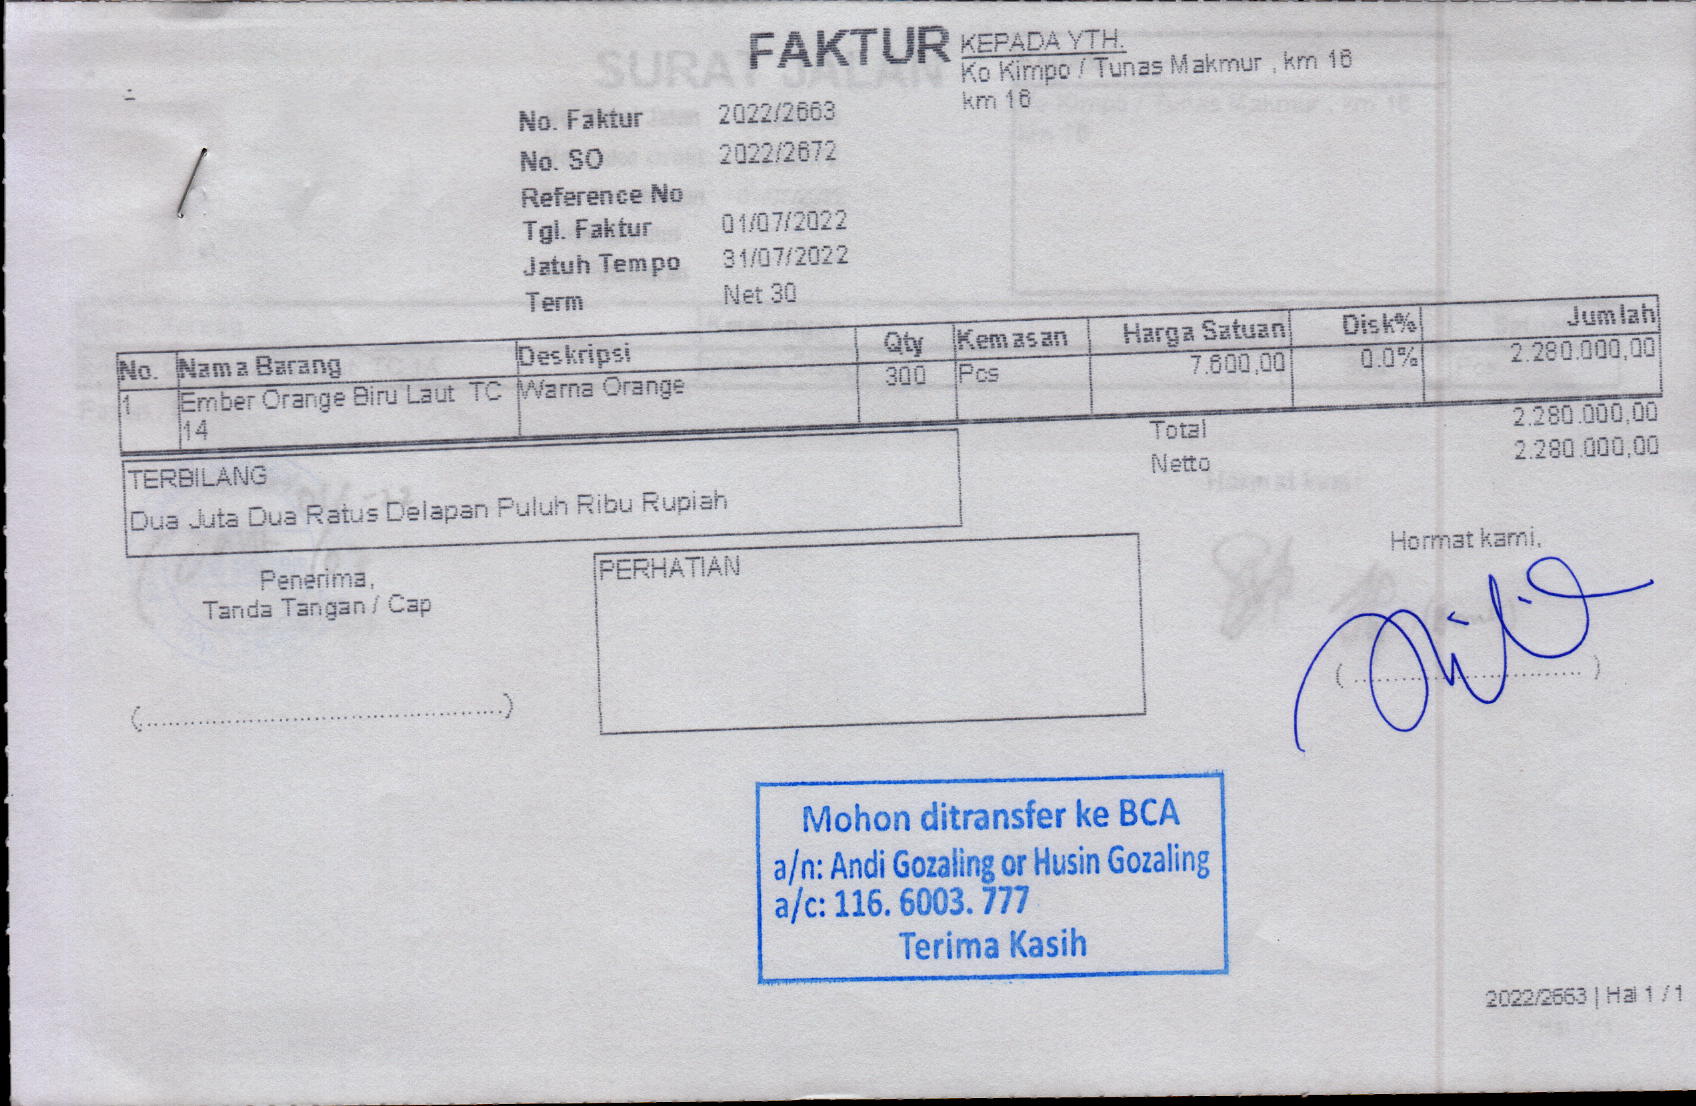 FAKTUR
KEPADA YTH.
Ko Kimpo / Tunas Makmur , km 16
km 16
No. Faktur 2022/2663
No. SO 2022/2672
Reference No
Tgl. Faktur 01/07/2022
Jatuh Tempo 31/07/2022
Term Net 30
No. Nama Barang Deskripsi Qty Kemasan Harga Satuan Disk% Jumlah
1 Ember Orange Biru Laut TC Warna Orange 300 Pcs 7.600,00 0.0% 2.280.000,00
14
Total 2.280.000,00
Netto 2.280.000,00
TERBILANG
Dua Juta Dua Ratus Delapan Puluh Ribu Rupiah
Penerima,
Tanda Tangan / Cap
(................................................)
PERHATIAN
Hormat kami,
(................................)
Mohon ditransfer ke BCA
a/n: Andi Gozaling or Husin Gozaling
a/c: 116. 6003. 777
Terima Kasih
2022/2663 | Hal 1 / 1
SURAT JALAN